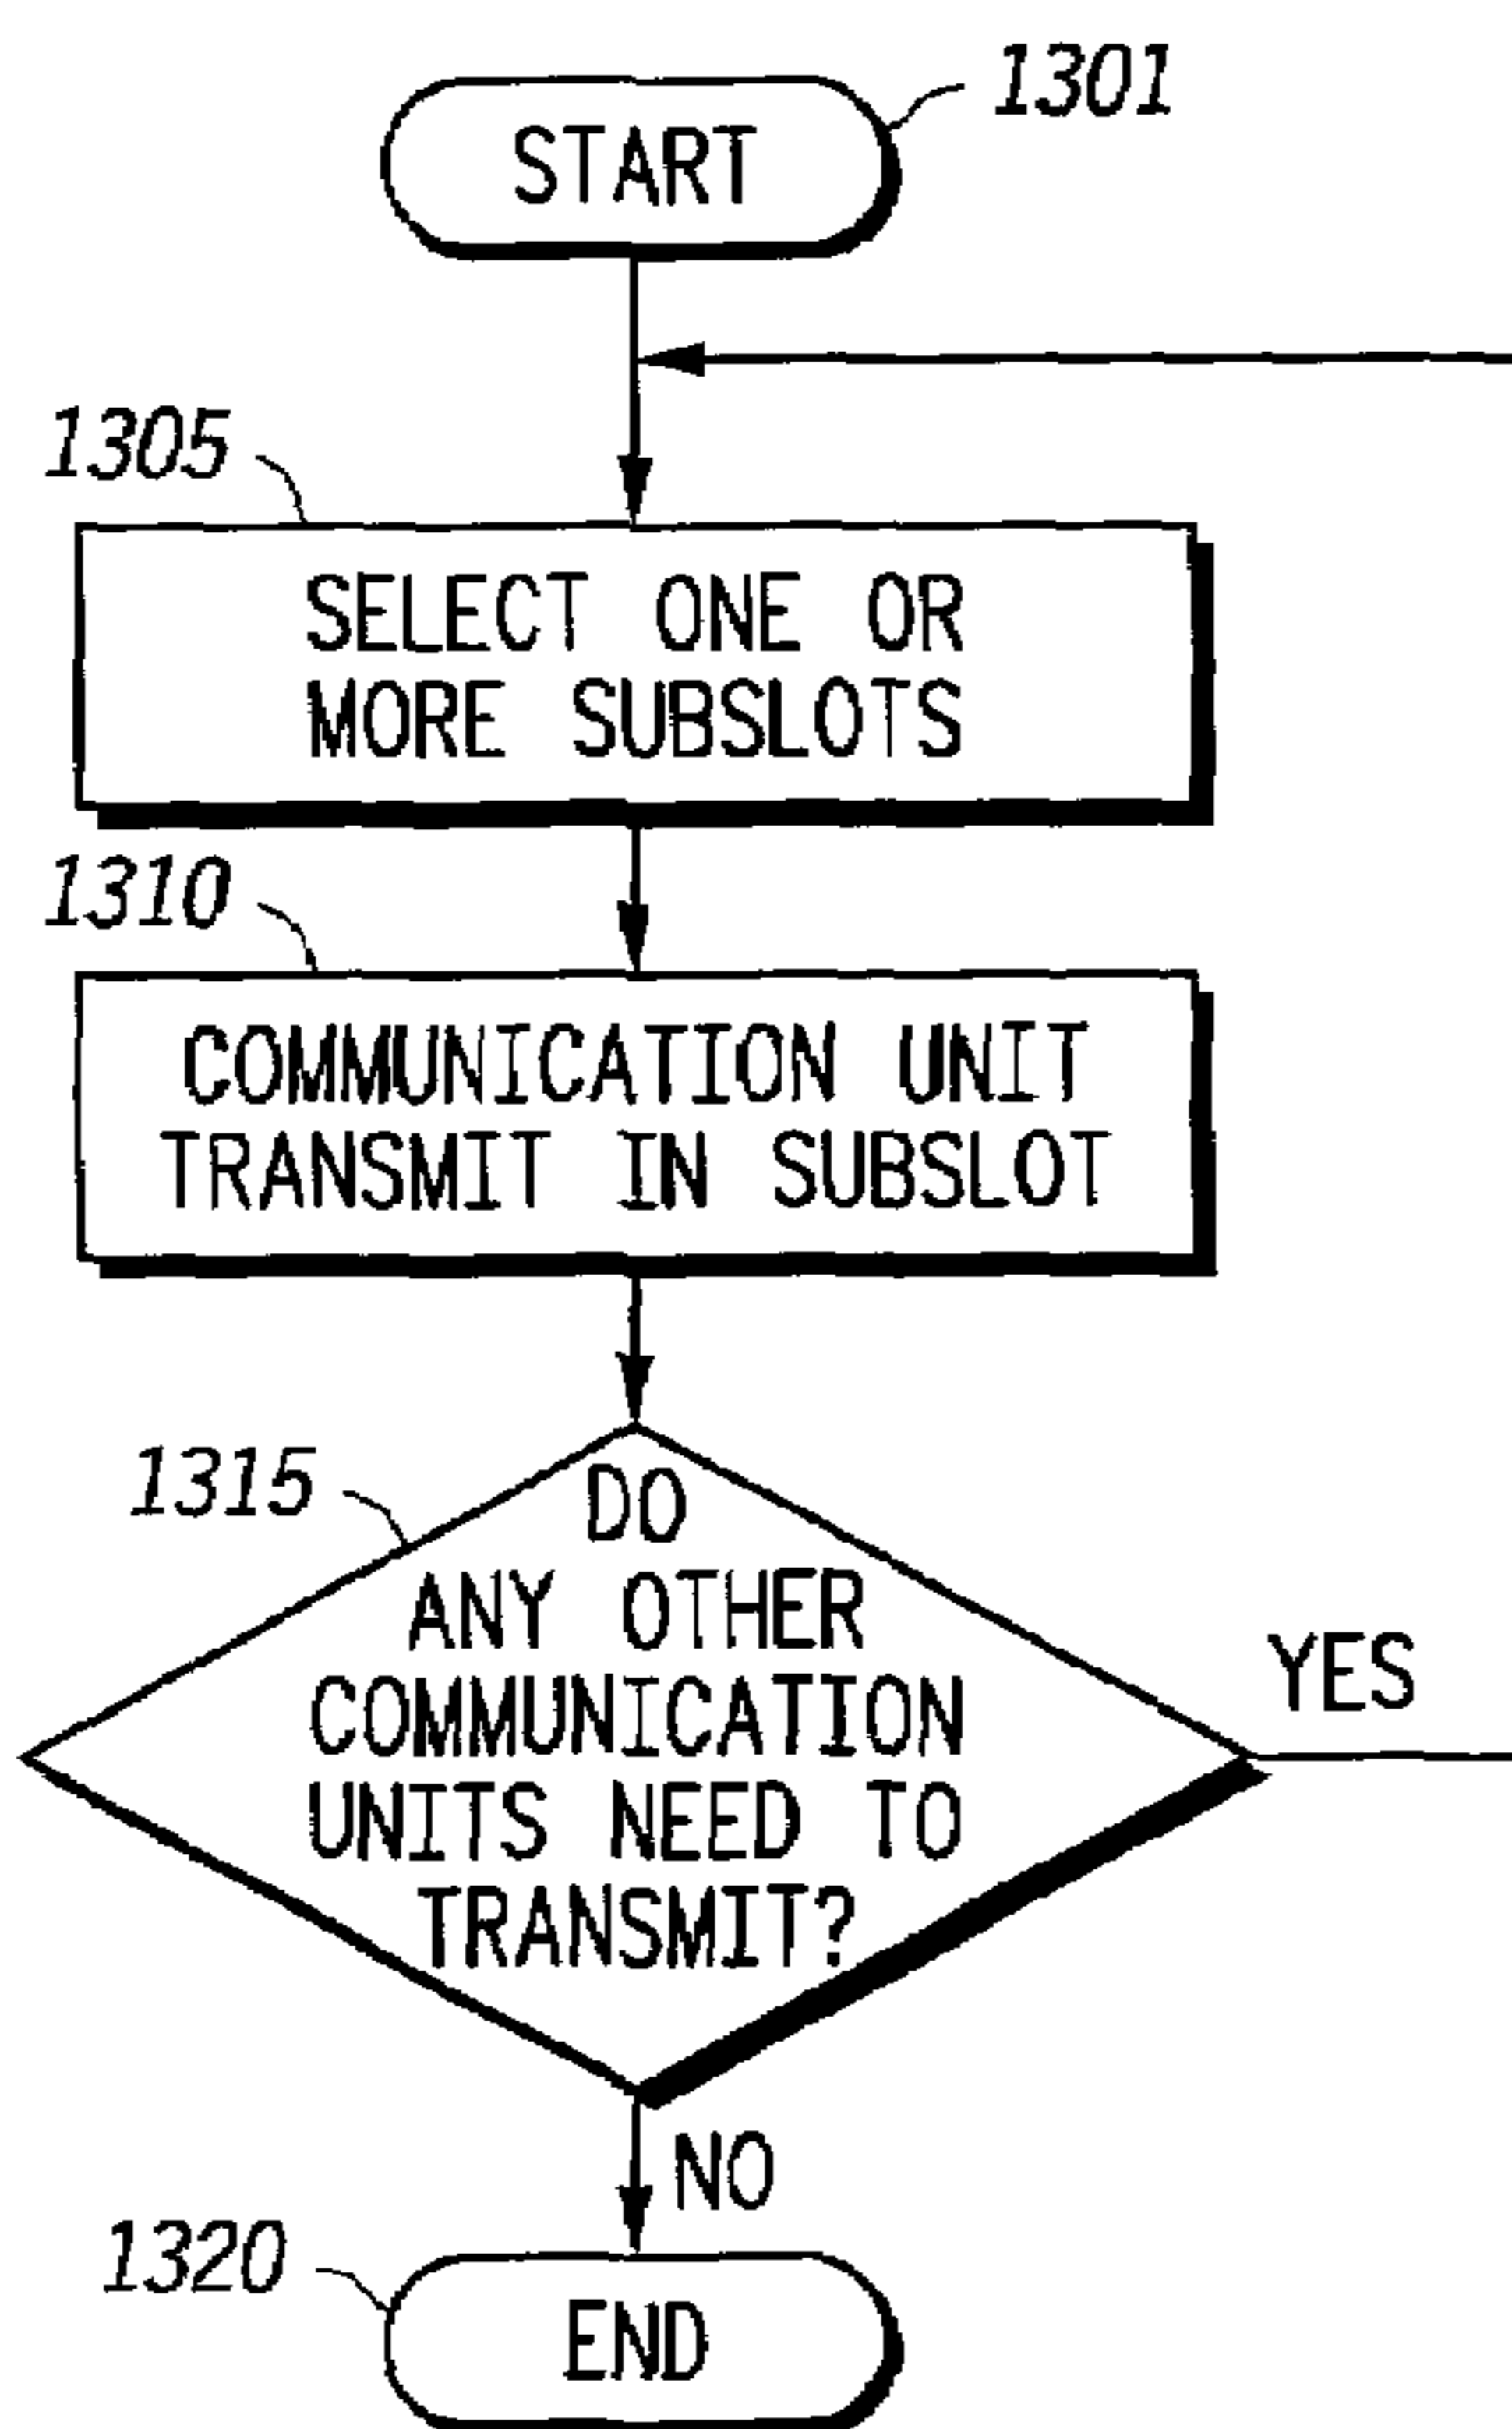 1301
START
1305
SELECT ONE OR
MORE SUBSLOTS
1310
COMMUNICATION UNIT
TRANSMIT IN SUBSLOT
1315
DO
ANY OTHER
COMMUNICATION
UNITS NEED TO
TRANSMIT?
YES
NO
1320
END